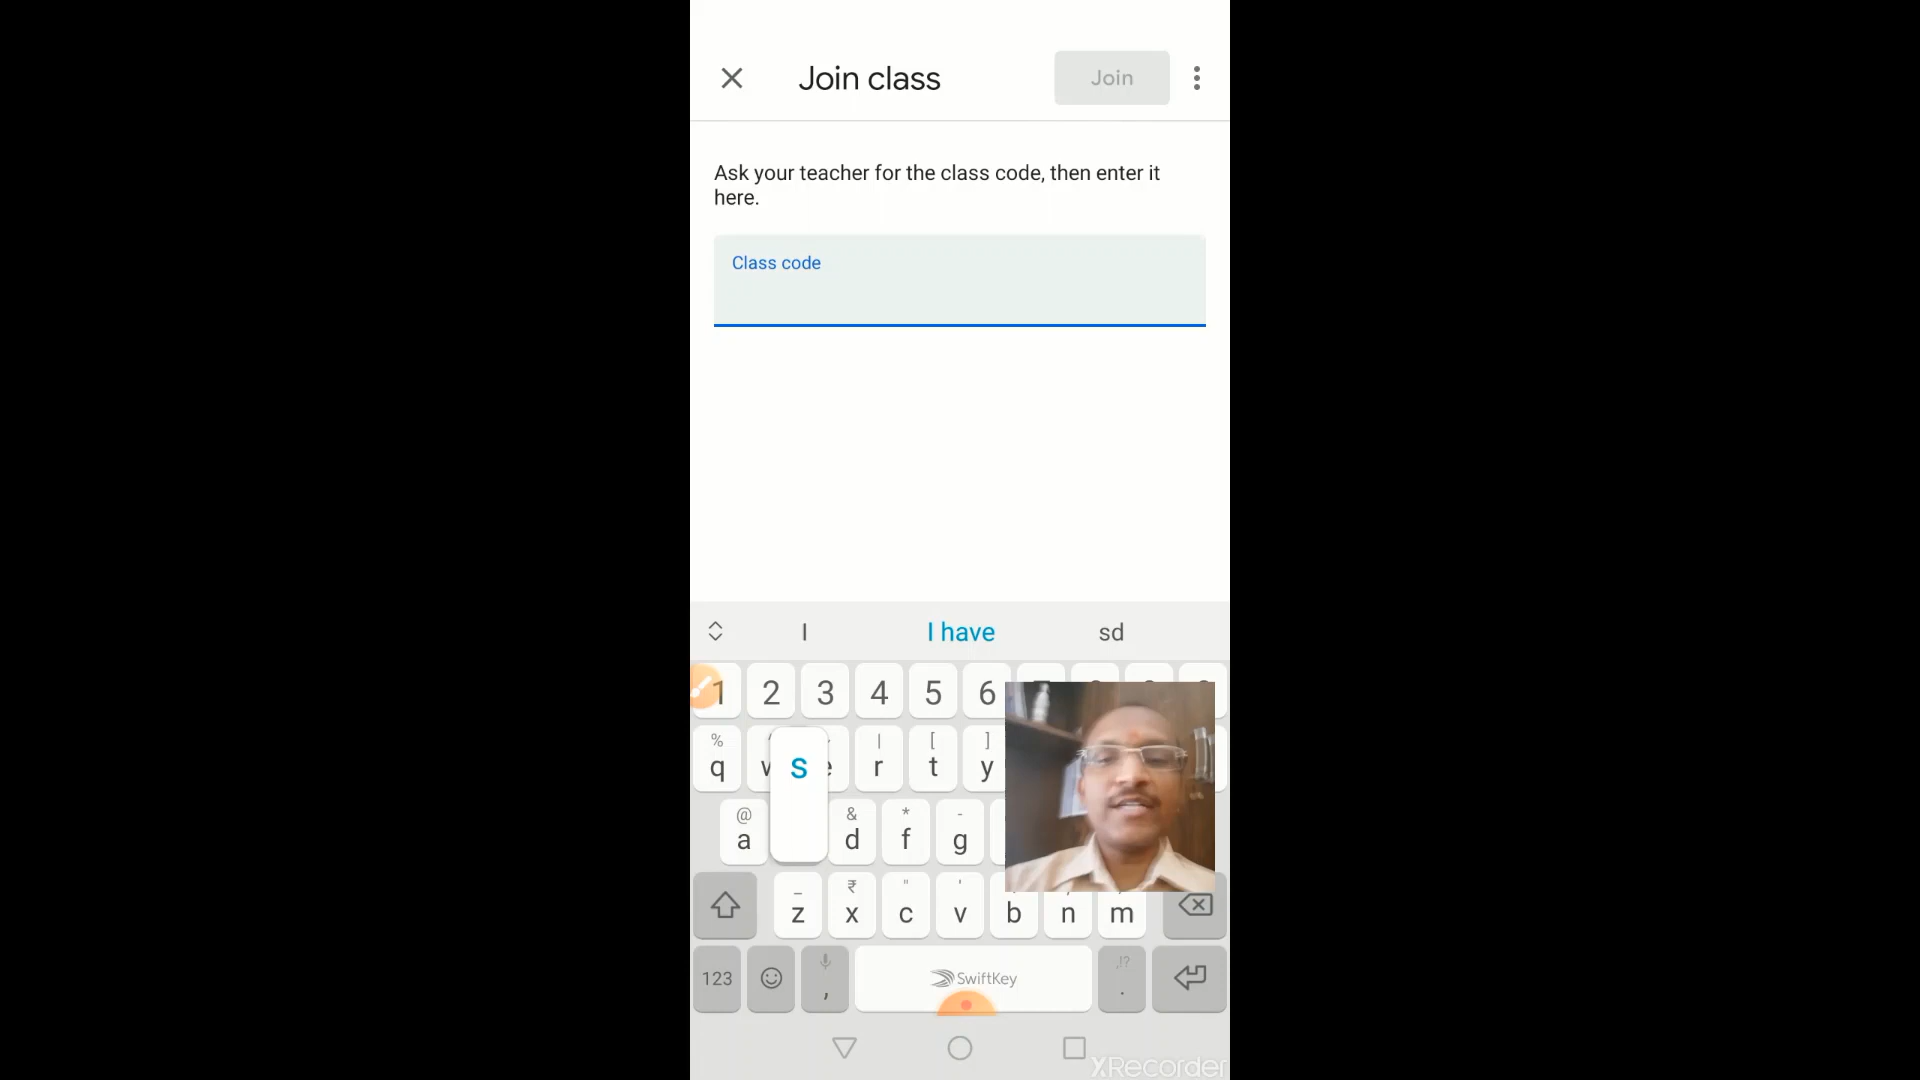 Join class
Join
Ask your teacher for the class code, then enter it
here.
Class code
I
I have
sd
1 2 3 4 5 6
% | [ ]
q r t y
S
@ & * -
a d f g
_ ₹ " '
z x c v b n m
,!?
123 , SwiftKey .
XRecorder